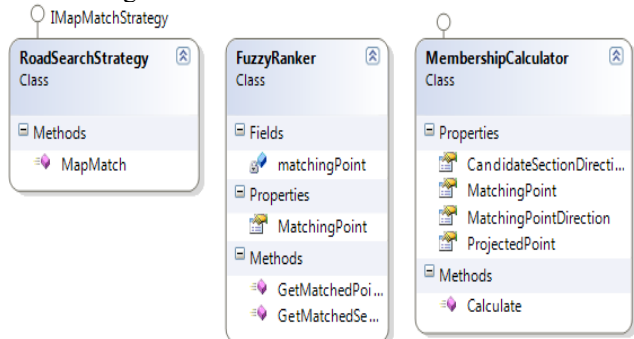 IMapMatchStrategy
RoadSearchStrategy
Class
Methods
MapMatch
FuzzyRanker
Class
Fields
matchingPoint
Properties
MatchingPoint
Methods
GetMatchedPoi...
GetMatchedSe...
MembershipCalculator
Class
Properties
CandidateSectionDirecti...
MatchingPoint
MatchingPointDirection
ProjectedPoint
Methods
Calculate